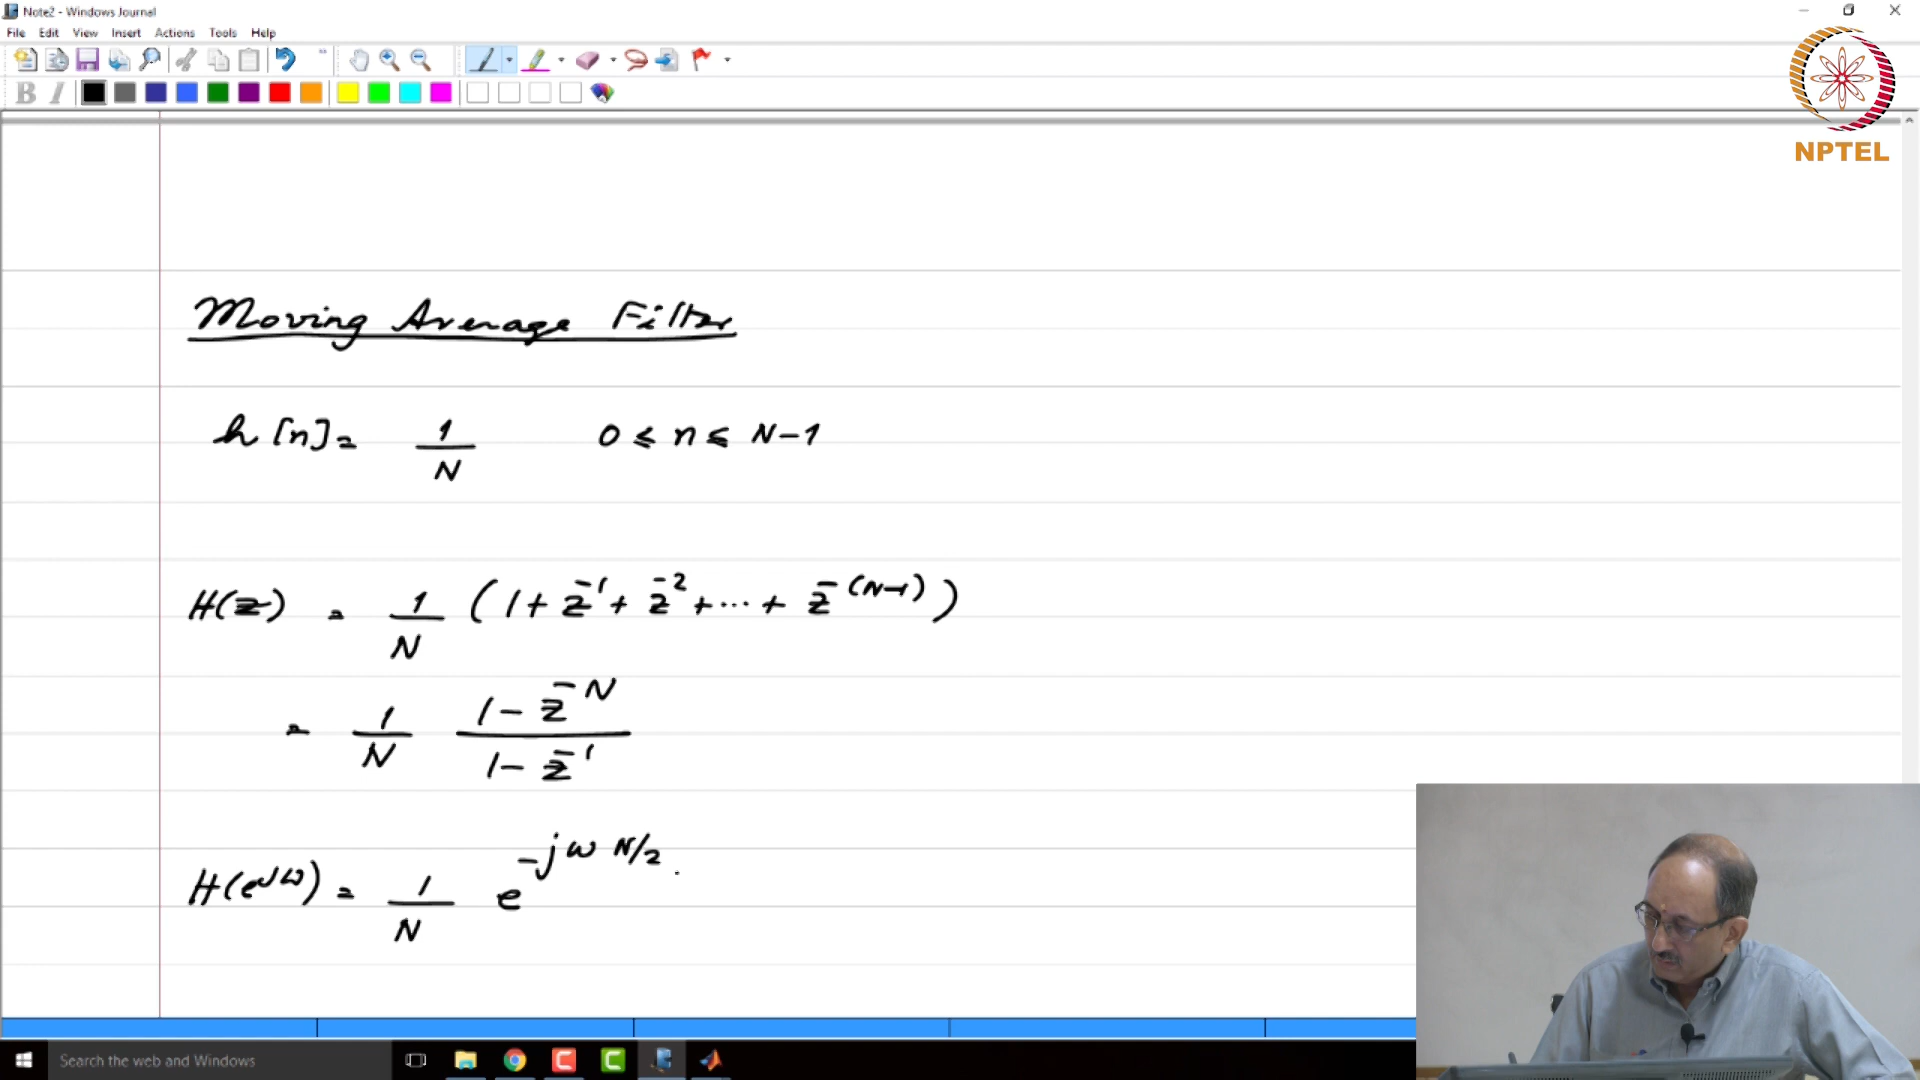 Note2 - Windows Journal
File Edit View Insert Actions Tools Help
B I
NPTEL
Moving Average Filter
h[n] = 1/N 0 ≤ n ≤ N-1
H(z) = 1/N (1 + z^-1 + z^-2 + ... + z^-(N-1))
= 1/N (1 - z^-N)/(1 - z^-1)
H(e^jω) = 1/N e^-jω N/2
Search the web and Windows